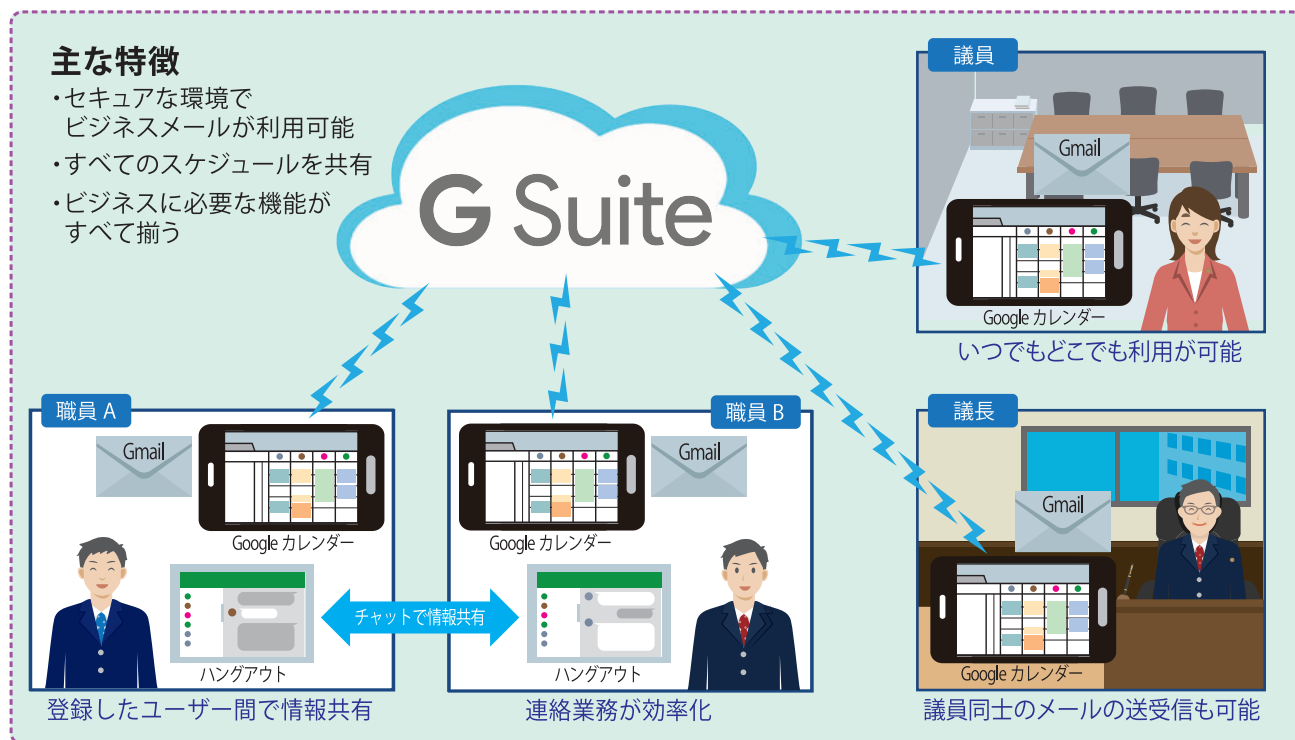 主な特徴
・セキュアな環境で
ビジネスメールが利用可能
・すべてのスケジュールを共有
・ビジネスに必要な機能が
すべて揃う
G Suite
議員
Gmail
Google カレンダー
いつでもどこでも利用が可能
職員 A
Gmail
Google カレンダー
ハングアウト
登録したユーザー間で情報共有
チャットで情報共有
職員 B
Gmail
Google カレンダー
ハングアウト
連絡業務が効率化
議長
Gmail
Google カレンダー
議員同士のメールの送受信も可能